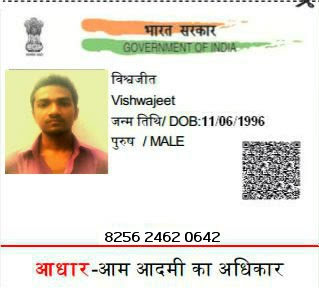 भारत सरकार
GOVERNMENT OF INDIA
विश्वजीत
Vishwajeet
जन्म तिथि/ DOB:11/06/1996
पुरुष / MALE
8256 2462 0642
आधार-आम आदमी का अधिकार